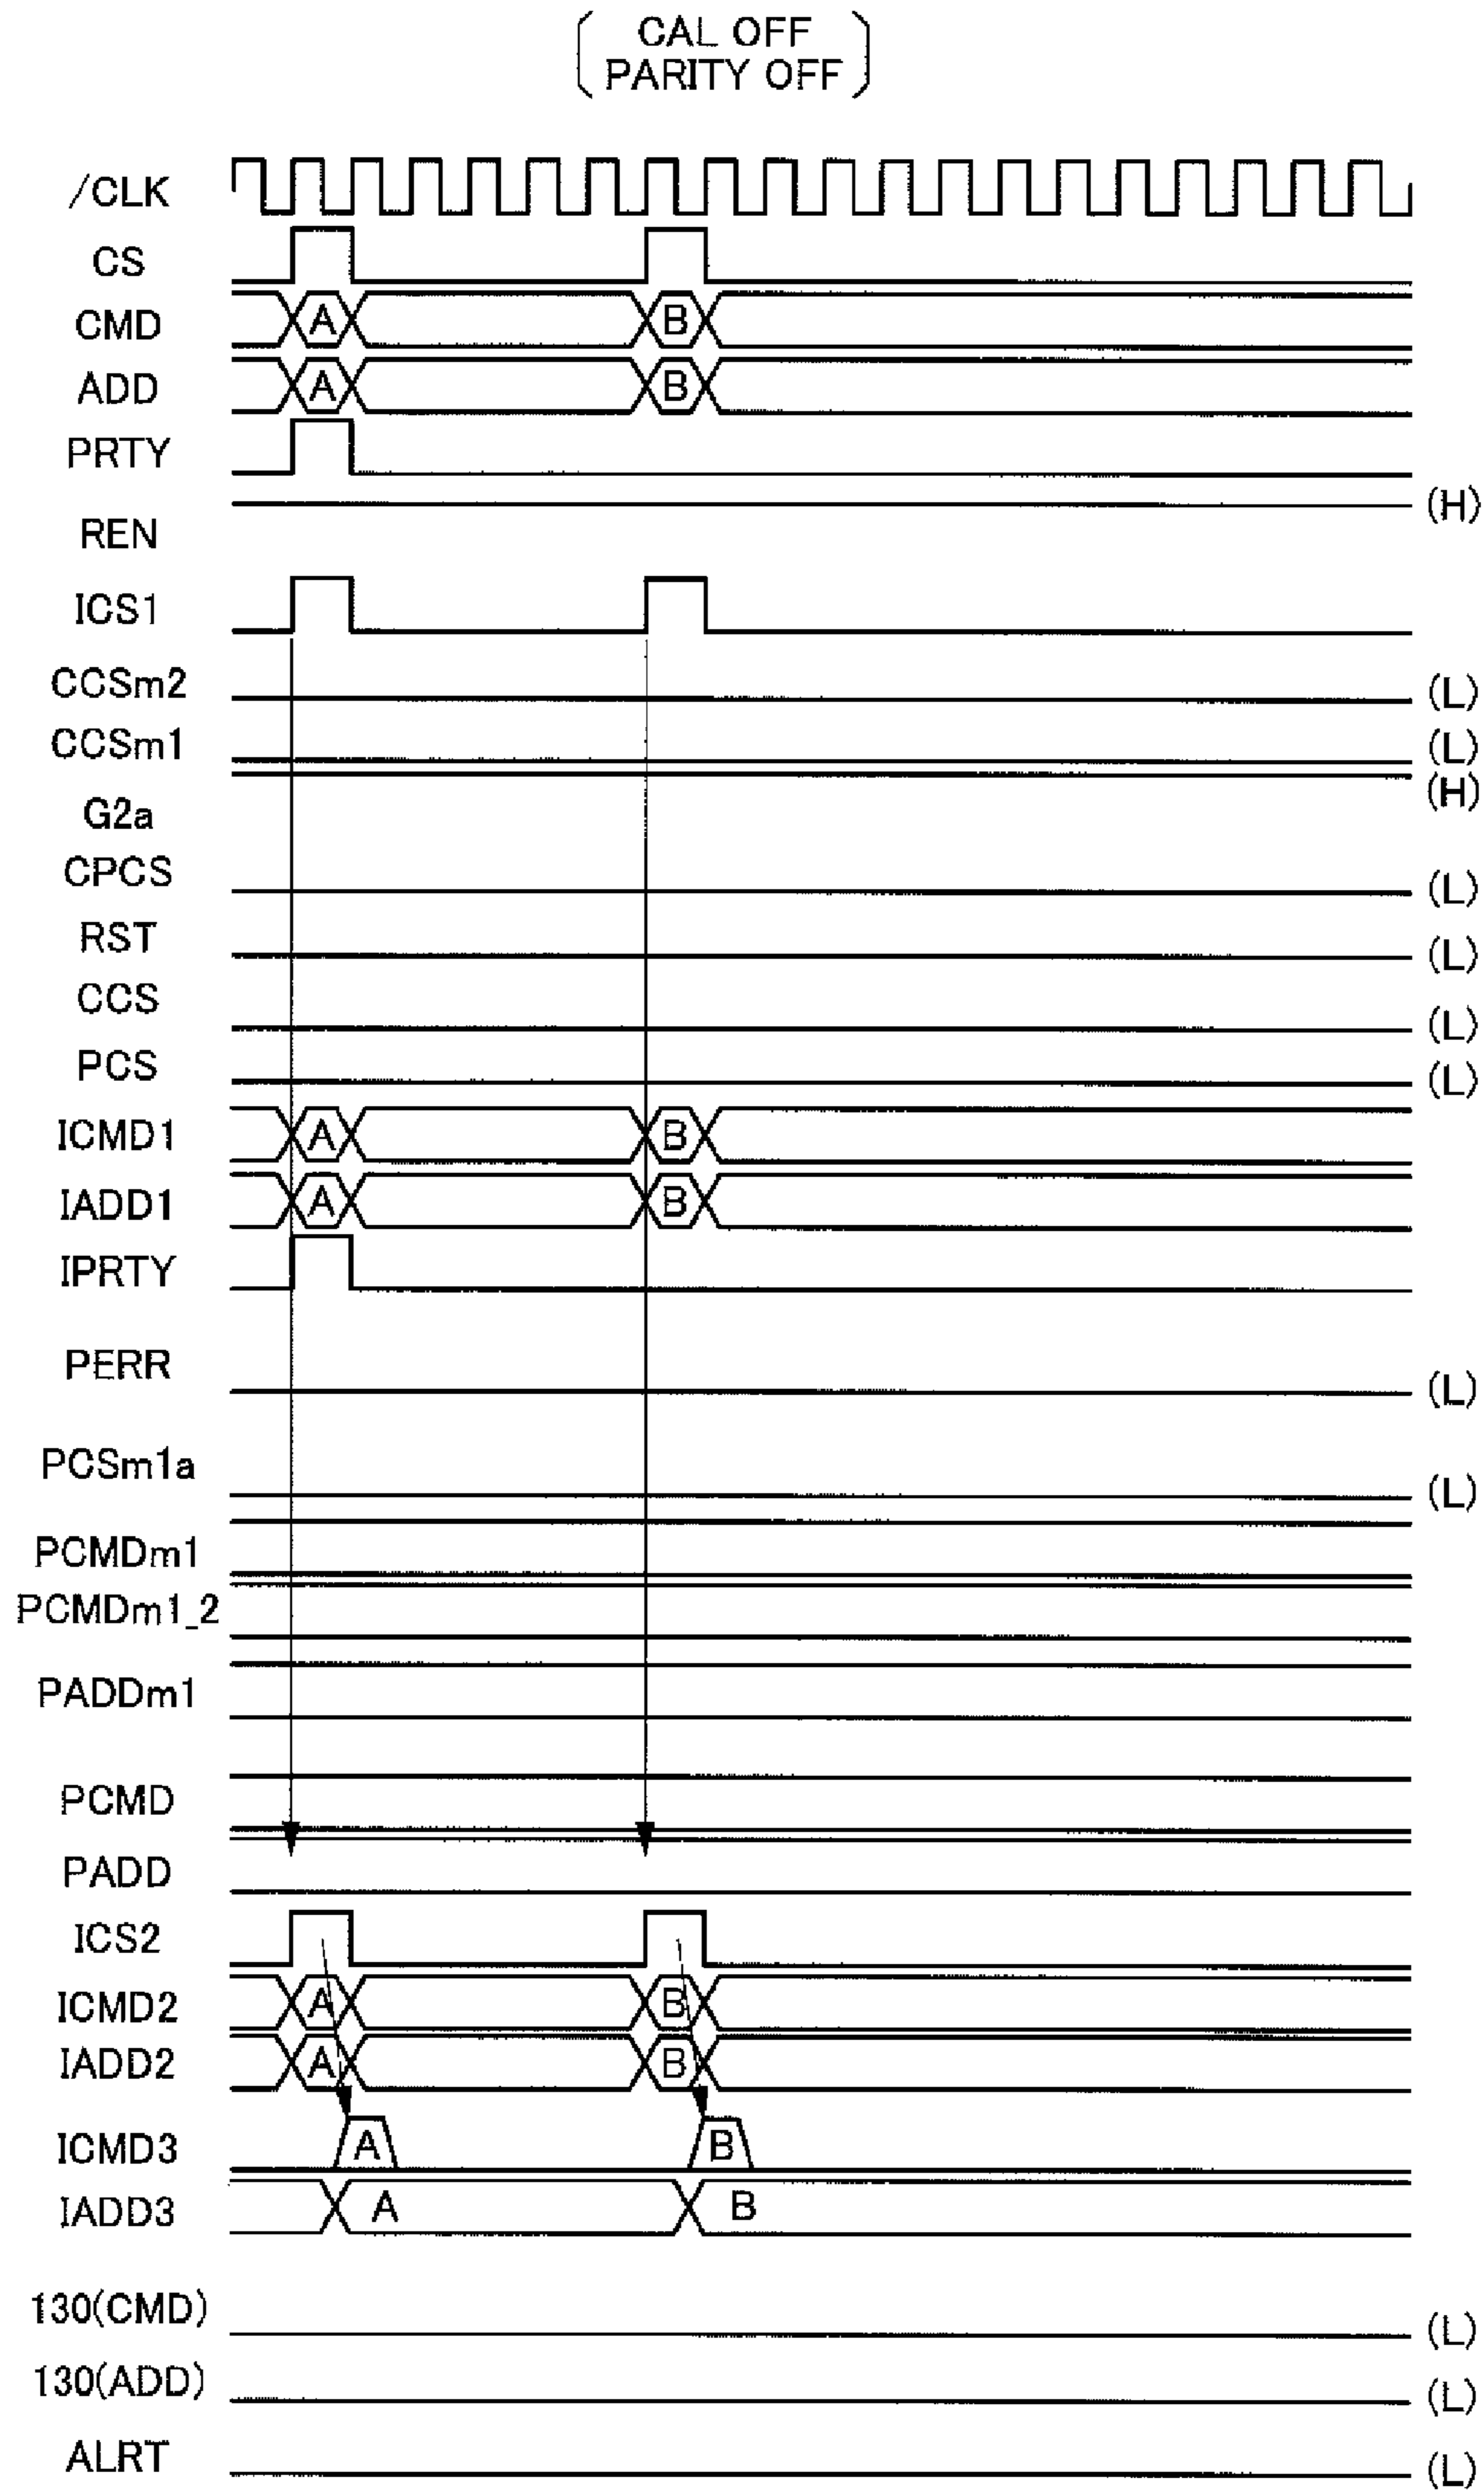 CAL OFF
PARITY OFF
/CLK
CS
CMD A B
ADD A B
PRTY
REN (H)
ICS1
CCSm2 (L)
CCSm1 (L)
G2a (H)
CPCS (L)
RST (L)
CCS (L)
PCS (L)
ICMD1 A B
IADD1 A B
IPRTY
PERR (L)
PCSm1a (L)
PCMDm1
PCMDm1_2
PADDm1
PCMD
PADD
ICS2
ICMD2 A B
IADD2 A B
ICMD3 A B
IADD3 A B
130(CMD) (L)
130(ADD) (L)
ALRT (L)